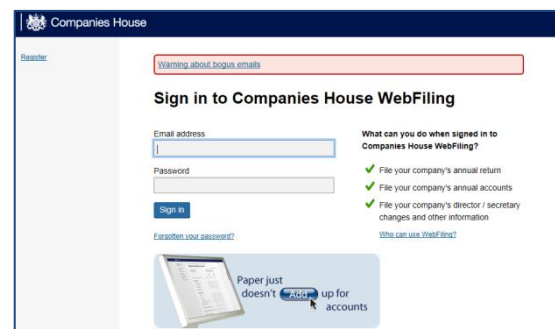 Companies House
Register
Warning about bogus emails
Sign in to Companies House WebFiling
Email address
Password
Sign in
Forgotten your password?
What can you do when signed in to
Companies House WebFiling?
File your company's annual return
File your company's annual accounts
File your company's director / secretary
changes and other information
Who can use WebFiling?
Paper just
doesn't Add up for
accounts